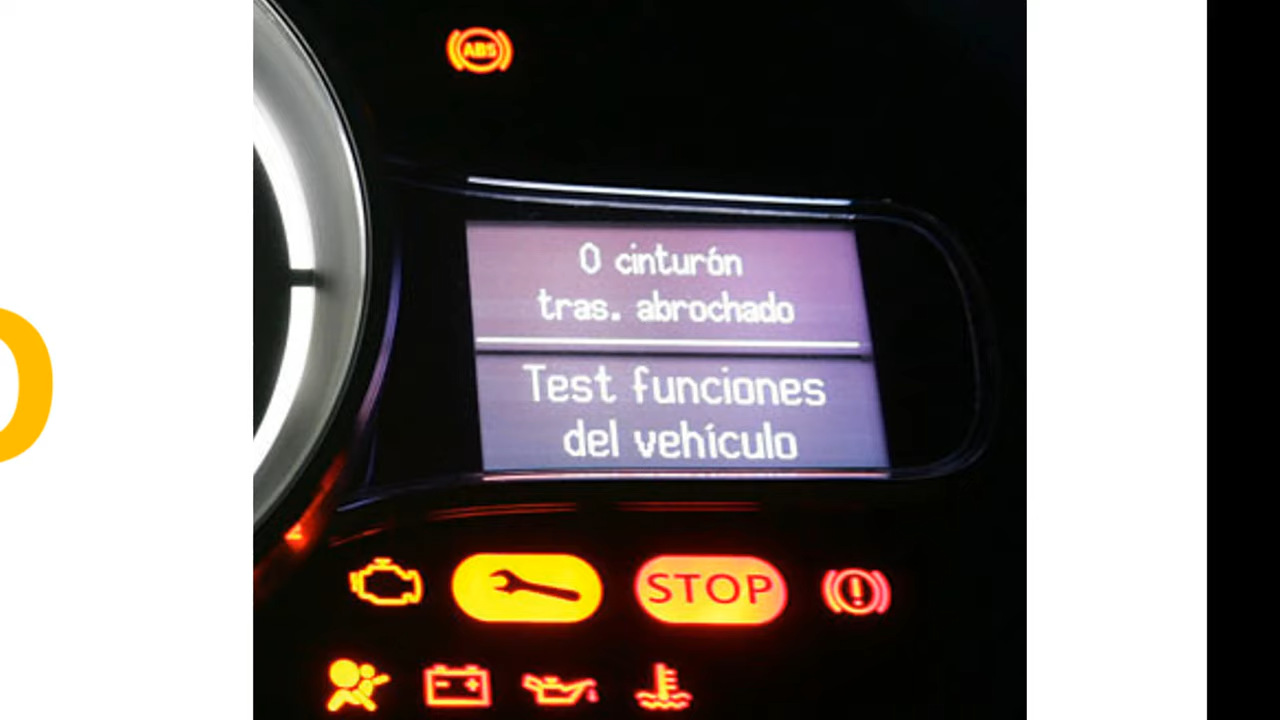 ABS
0 cinturón
tras. abrochado
Test funciones
del vehículo
STOP